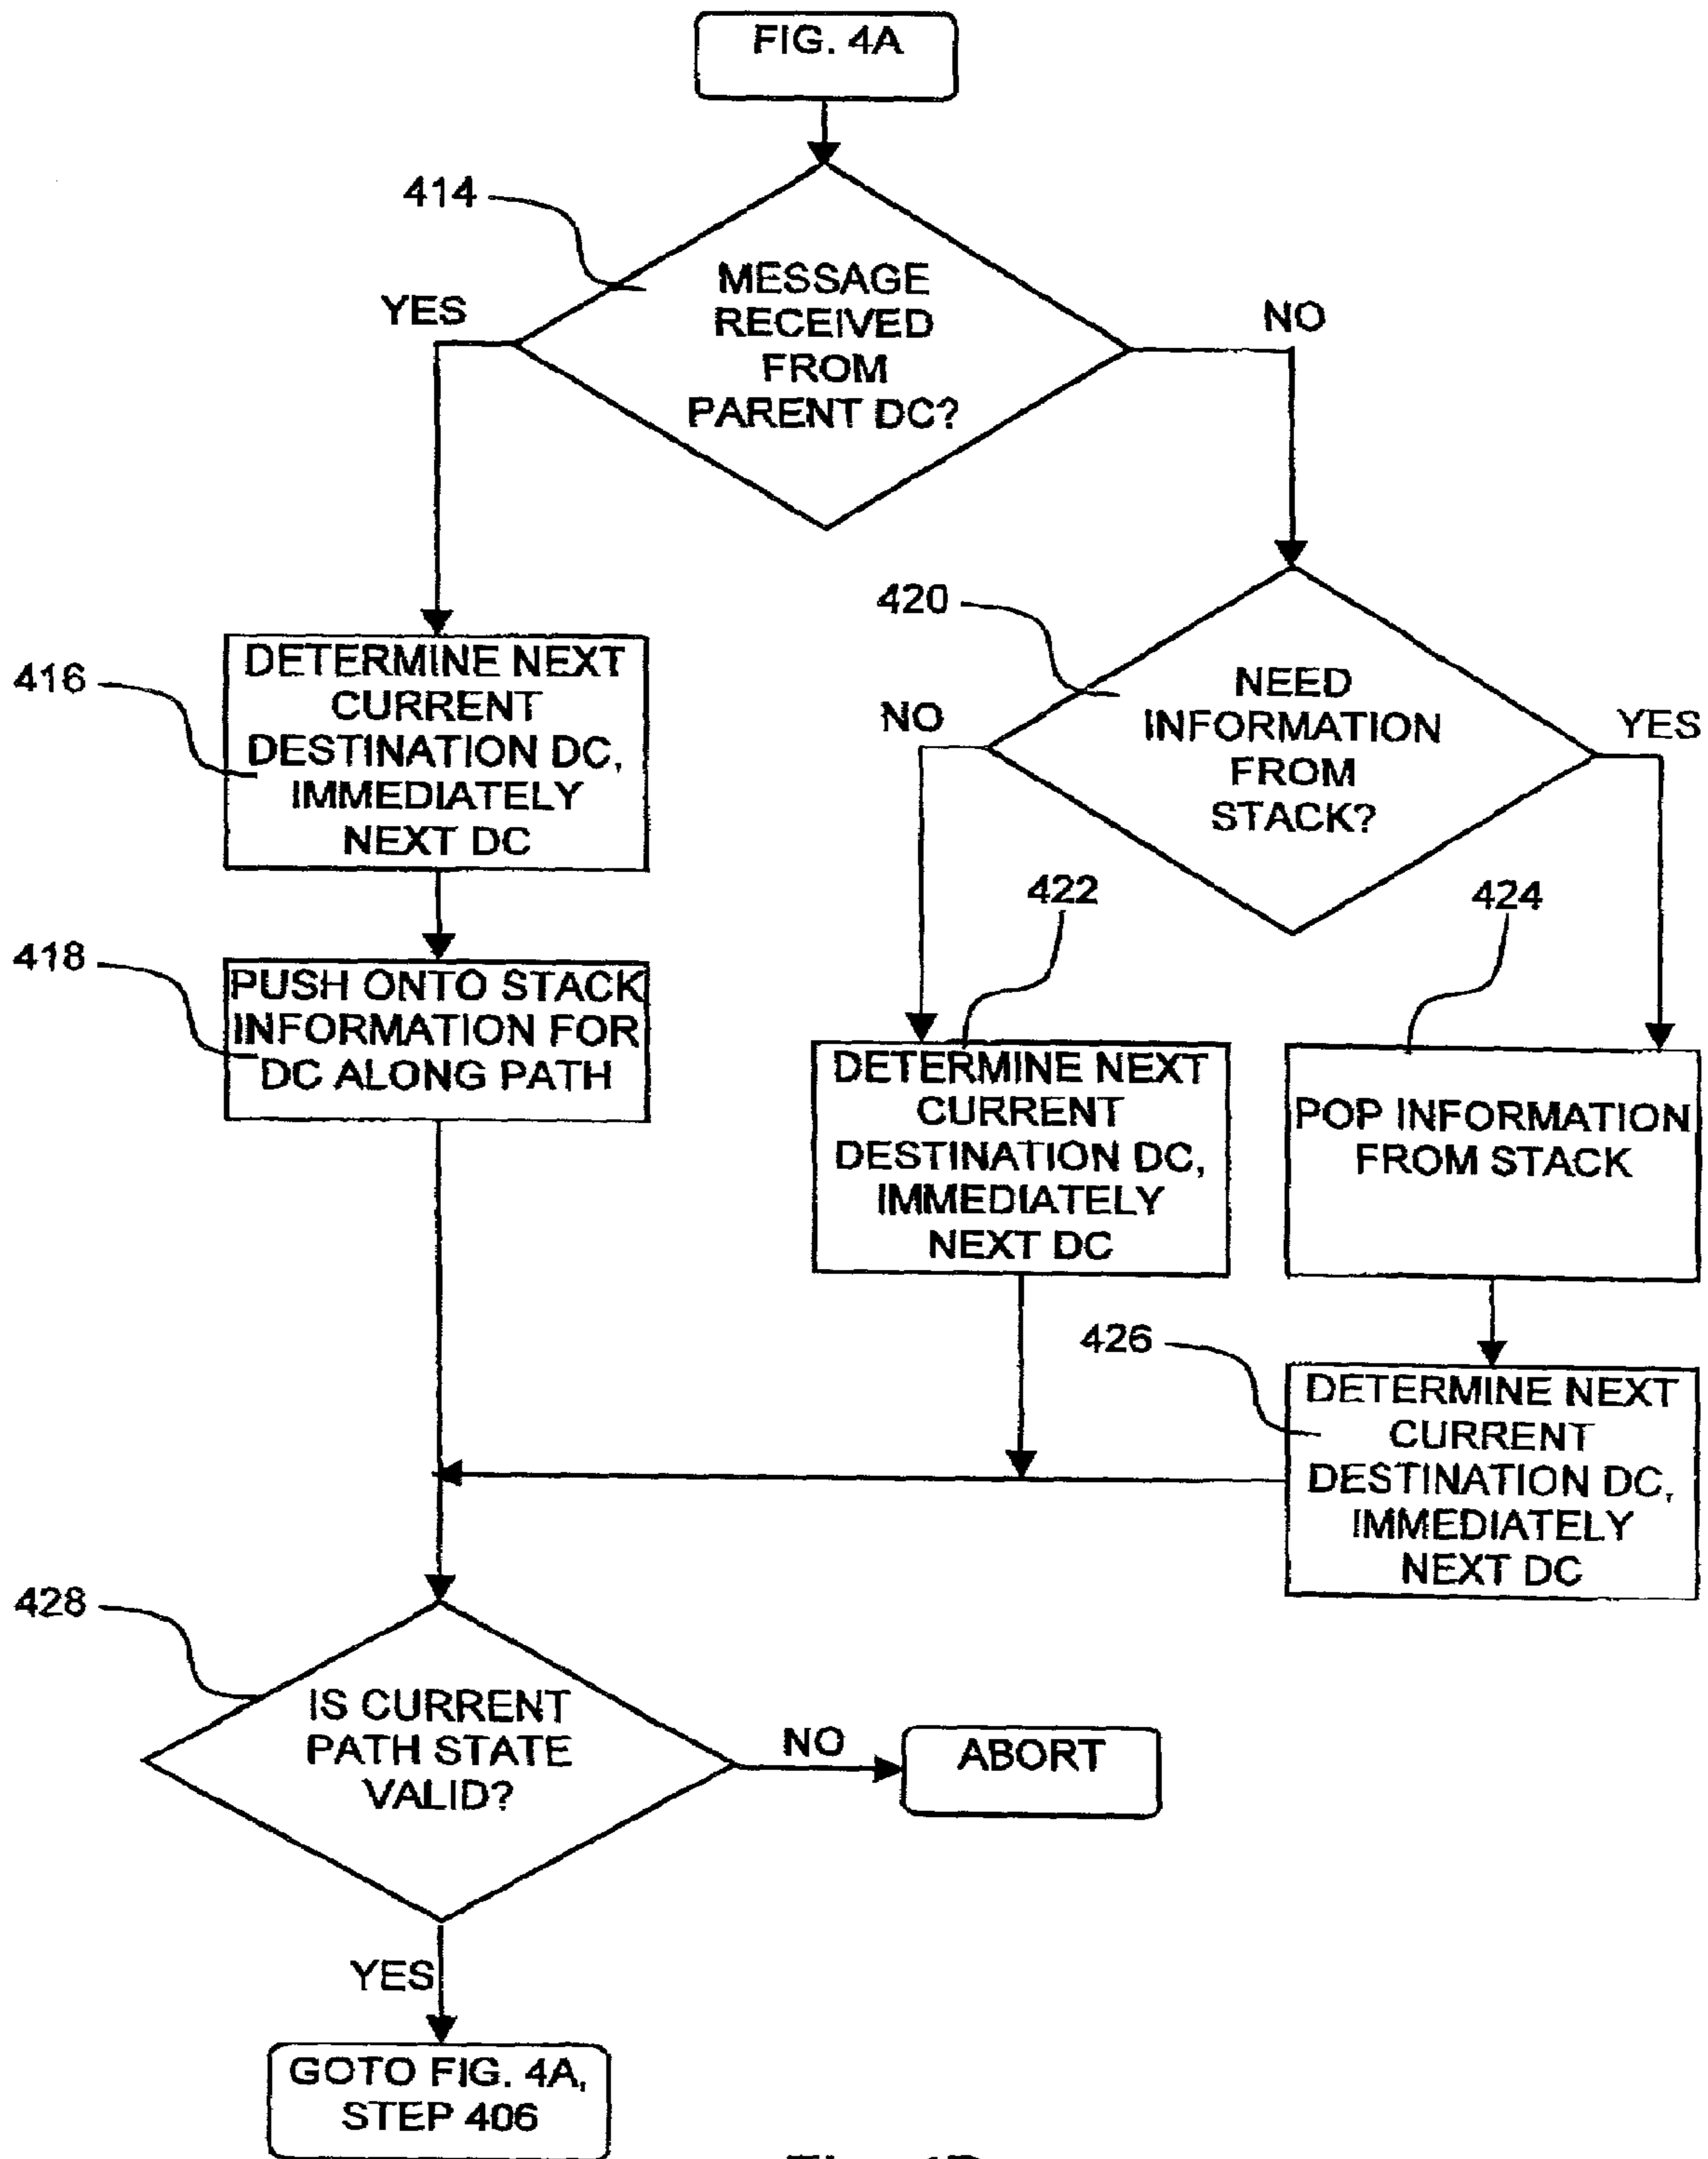 FIG. 4A
414
MESSAGE
RECEIVED
FROM
PARENT DC?
YES
NO
416
DETERMINE NEXT
CURRENT
DESTINATION DC,
IMMEDIATELY
NEXT DC
420
NEED
INFORMATION
FROM
STACK?
NO
YES
418
PUSH ONTO STACK
INFORMATION FOR
DC ALONG PATH
422
DETERMINE NEXT
CURRENT
DESTINATION DC,
IMMEDIATELY
NEXT DC
424
POP INFORMATION
FROM STACK
426
DETERMINE NEXT
CURRENT
DESTINATION DC,
IMMEDIATELY
NEXT DC
428
IS CURRENT
PATH STATE
VALID?
NO
ABORT
YES
GOTO FIG. 4A,
STEP 406